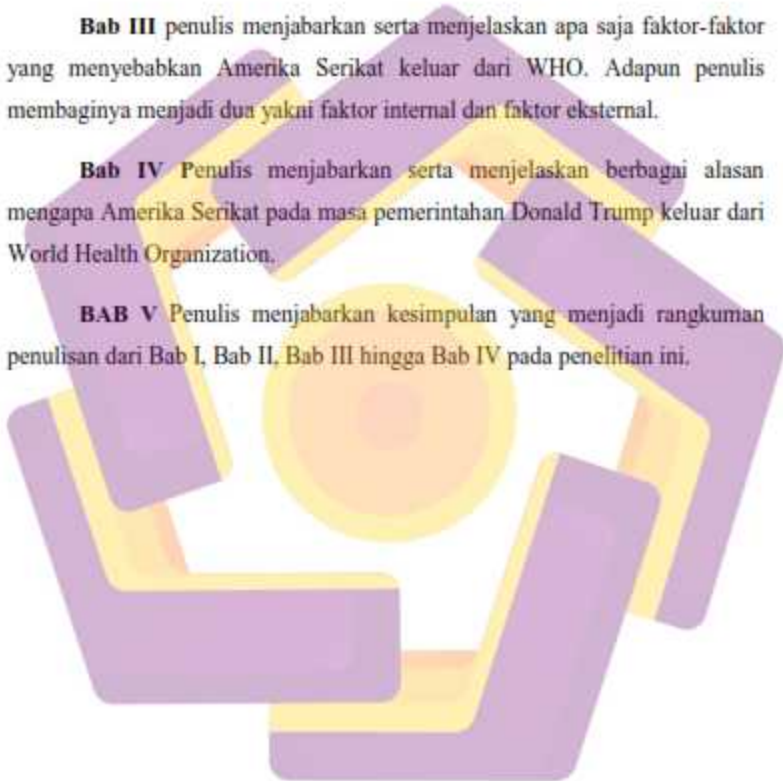 Bab III penulis menjabarkan serta menjelaskan apa saja faktor-faktor
yang menyebabkan Amerika Serikat keluar dari WHO. Adapun penulis
membaginya menjadi dua yakni faktor internal dan faktor eksternal.
Bab IV Penulis menjabarkan serta menjelaskan berbagai alasan
mengapa Amerika Serikat pada masa pemerintahan Donald Trump keluar dari
World Health Organization.
BAB V Penulis menjabarkan kesimpulan yang menjadi rangkuman
penulisan dari Bab I, Bab II, Bab III hingga Bab IV pada penelitian ini.